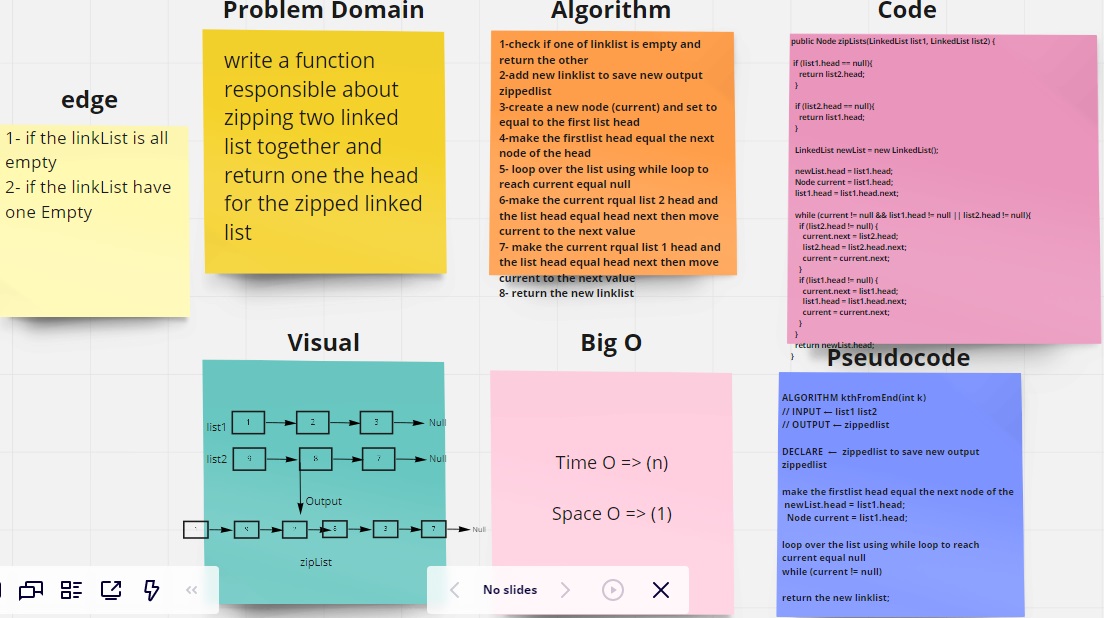 Problem Domain
Algorithm
Code
edge
1- if the linkList is all
empty
2- if the linkList have
one Empty
write a function
responsible about
zipping two linked
list together and
return one the head
for the zipped linked
list
1-check if one of linklist is empty and
return the other
2-add new linklist to save new output
zippedlist
3-create a new node (current) and set to
equal to the first list head
4-make the firstlist head equal the next
node of the head
5- loop over the list using while loop to
reach current equal null
6-make the current rqual list 2 head and
the list head equal head next then move
current to the next value
7- make the current rqual list 1 head and
the list head equal head next then move
current to the next value
8- return the new linklist
public Node zipLists(LinkedList list1, LinkedList list2) {
if (list1.head == null){
return list2.head;
}
if (list2.head == null){
return list1.head;
}
LinkedList newList = new LinkedList();
newList.head = list1.head;
Node current = list1.head;
list1.head = list1.head.next;
while (current != null && list1.head != null || list2.head != null){
if (list2.head != null) {
current.next = list2.head;
list2.head = list2.head.next;
current = current.next;
}
if (list1.head != null) {
current.next = list1.head;
list1.head = list1.head.next;
current = current.next;
}
}
return newList.head;
}
Visual
Big O
Pseudocode
list1 1 2 3 Null
list2 8 7 Null
Output
7 Null
zipList
Time O => (n)
Space O => (1)
ALGORITHM kthFromEnd(int k)
// INPUT — list1 list2
// OUTPUT — zippedlist
DECLARE — zippedlist to save new output
zippedlist
make the firstlist head equal the next node of the
newList.head = list1.head;
Node current = list1.head;
loop over the list using while loop to reach
current equal null
while (current != null)
return the new linklist;
No slides